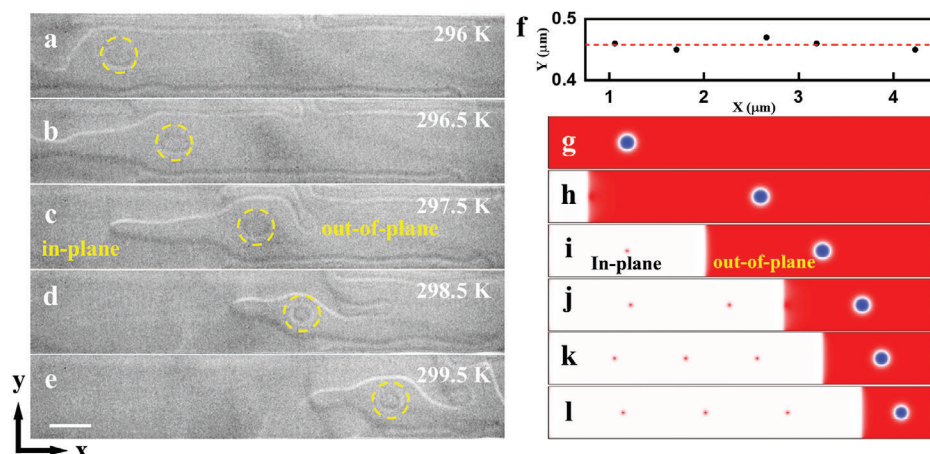 a 296 K
b 296.5 K
c 297.5 K
in-plane out-of-plane
d 298.5 K
e 299.5 K
y
x
f
Y (μm)
0.5
0.4
1 2 3 4
X (μm)
g
h
i
In-plane out-of-plane
j
k
l